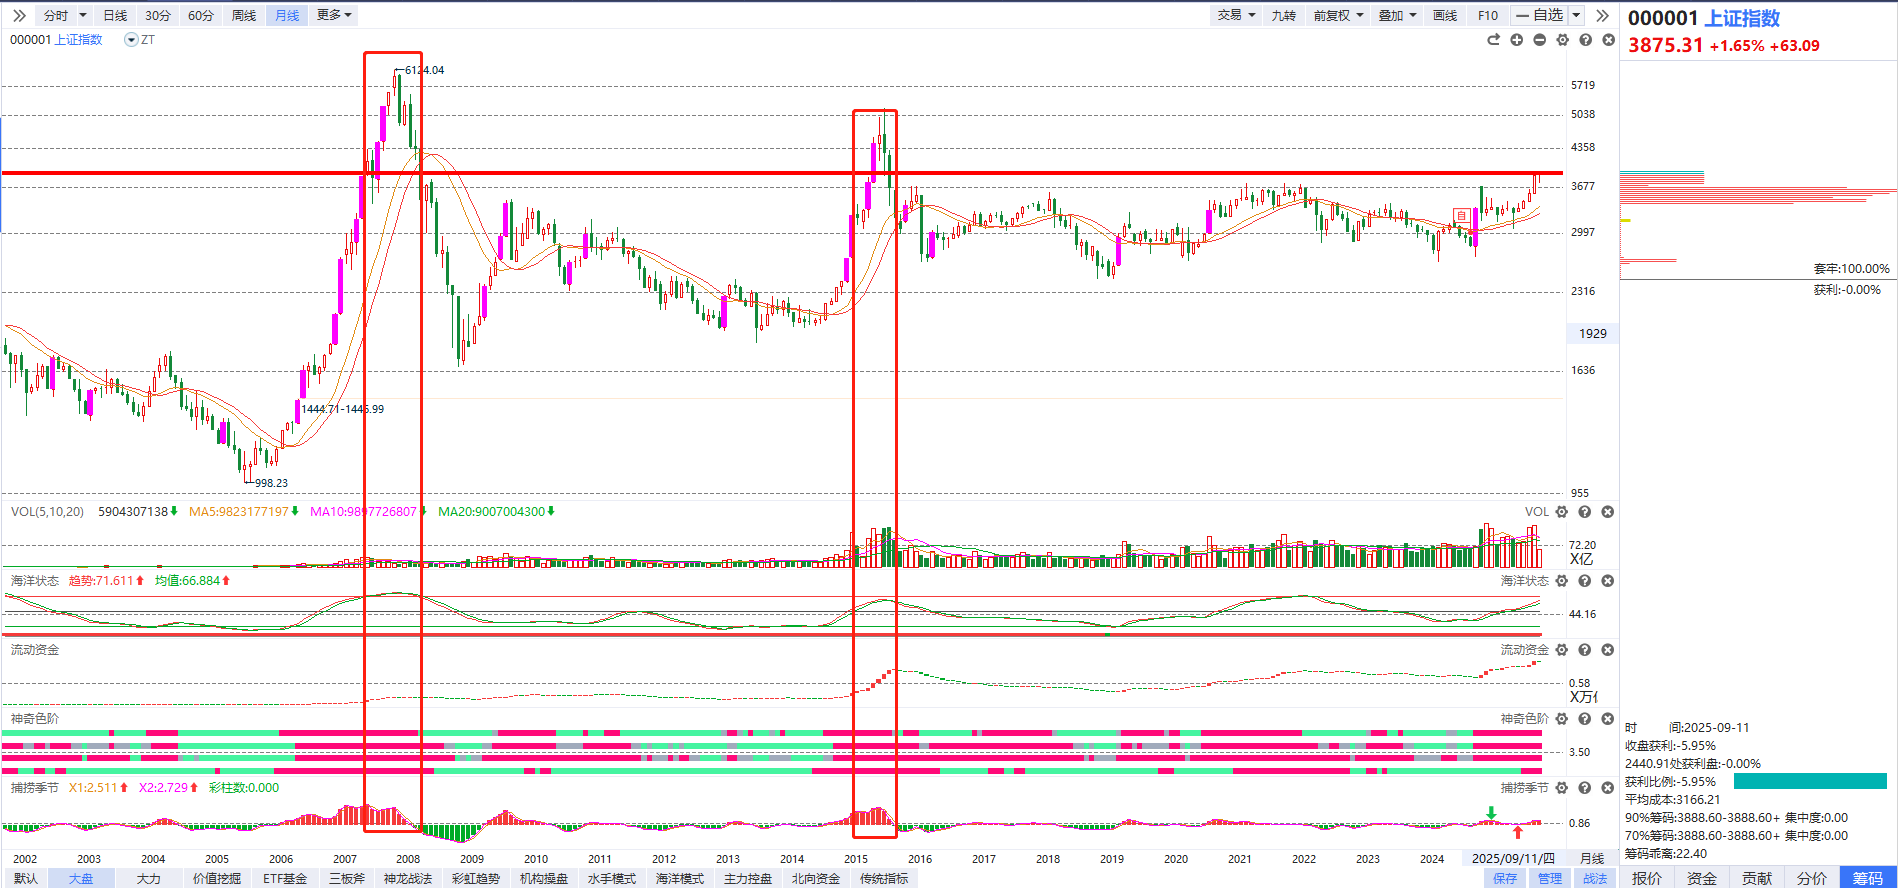 分时 日线 30分 60分 周线 月线 更多 交易 九转 前复权 叠加 画线 F10 一自选
000001 上证指数 ZT
000001 上证指数
3875.31 +1.65% +63.09
6124.04
5719
5038
4358
3677
自
2997
2316
1929
1636
1444.71-1445.99
998.23
955
套牢:100.00%
获利:-0.00%
VOL(5,10,20) 5904307138 MA5:9823177197 MA10:9897726807 MA20:9007004300 VOL
72.20
X亿
海洋状态 趋势:71.611 均值:66.884 海洋状态
44.16
流动资金 流动资金
0.58
X万亿
神奇色阶 神奇色阶
3.50
捕捞季节 X1:2.511 X2:2.729 彩柱数:0.000 捕捞季节
0.86
2002 2003 2004 2005 2006 2007 2008 2009 2010 2011 2012 2013 2014 2015 2016 2017 2018 2019 2020 2021 2022 2023 2024 2025/09/11/四 月线
默认 大盘 大力 价值挖掘 ETF基金 三板斧 神龙战法 彩虹趋势 机构操盘 水手模式 海洋模式 主力控盘 北向资金 传统指标 保存 管理 战法
时 间:2025-09-11
收盘获利:-5.95%
2440.91处获利盘:-0.00%
获利比例:-5.95%
平均成本:3166.21
90%筹码:3888.60-3888.60+ 集中度:0.00
70%筹码:3888.60-3888.60+ 集中度:0.00
筹码乖离:22.40
报价 资金 贡献 分价 筹码